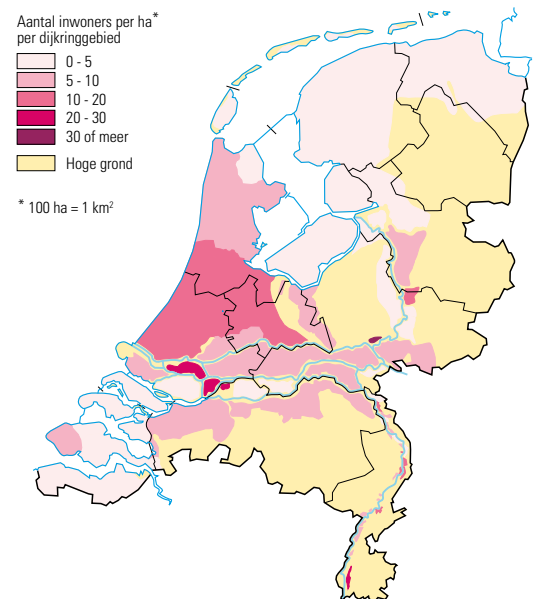 Aantal inwoners per ha*
per dijkringgebied
0 - 5
5 - 10
10 - 20
20 - 30
30 of meer
Hoge grond
* 100 ha = 1 km²